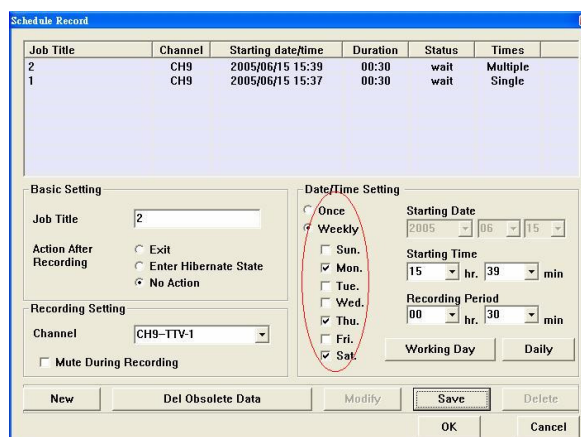 Schedule Record
Job Title Channel Starting date/time Duration Status Times
2 CH9 2005/06/15 15:39 00:30 wait Multiple
1 CH9 2005/06/15 15:37 00:30 wait Single
Basic Setting
Job Title 2
Action After Recording
Exit
Enter Hibernate State
No Action
Recording Setting
Channel CH9-TTV-1
Mute During Recording
Date/Time Setting
Once
Weekly
Sun.
Mon.
Tue.
Wed.
Thu.
Fri.
Sat.
Starting Date
2005 06 15
Starting Time
15 hr. 39 min
Recording Period
00 hr. 30 min
Working Day Daily
New Del Obsolete Data Modify Save Delete
OK Cancel